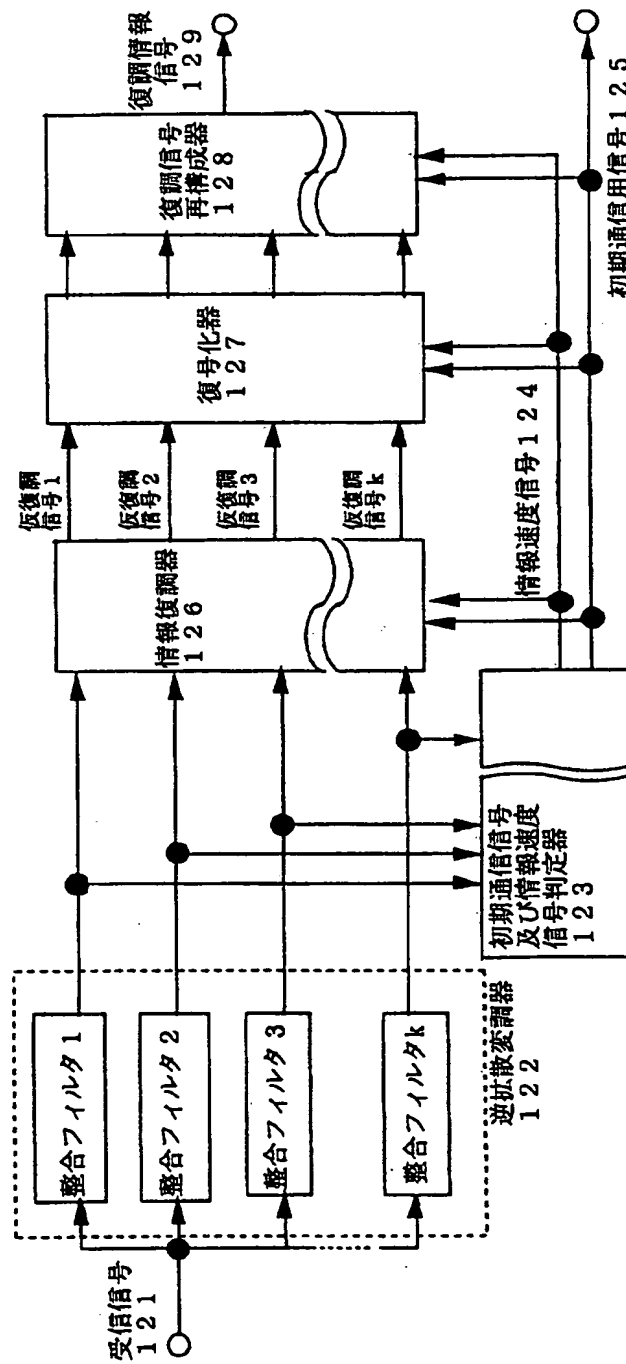 受信信号
１２１
整合フィルタ1
整合フィルタ2
整合フィルタ3
整合フィルタk
逆拡散変調器
１２２
初期通信信号
及び情報速度
信号判定器
１２３
情報復調器
１２６
仮復調
信号1
仮復調
信号2
仮復調
信号3
仮復調
信号k
情報速度信号１２４
復号化器
１２７
復調信号
再構成器
１２８
復調情報
信号
１２９
初期通信用信号１２５